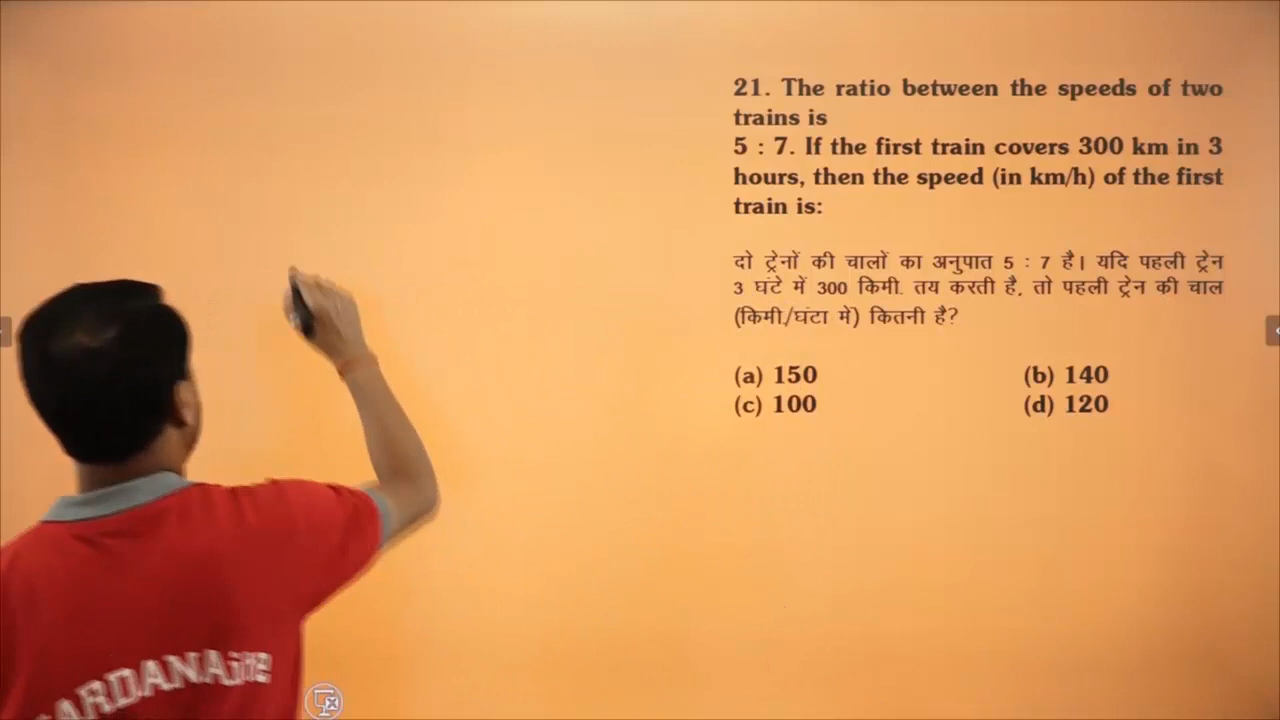 21. The ratio between the speeds of two
trains is
5 : 7. If the first train covers 300 km in 3
hours, then the speed (in km/h) of the first
train is:
दो ट्रेनों की चालों का अनुपात 5 : 7 है। यदि पहली ट्रेन
3 घंटे में 300 किमी. तय करती है, तो पहली ट्रेन की चाल
(किमी./घंटा में) कितनी है?
(a) 150 (b) 140
(c) 100 (d) 120